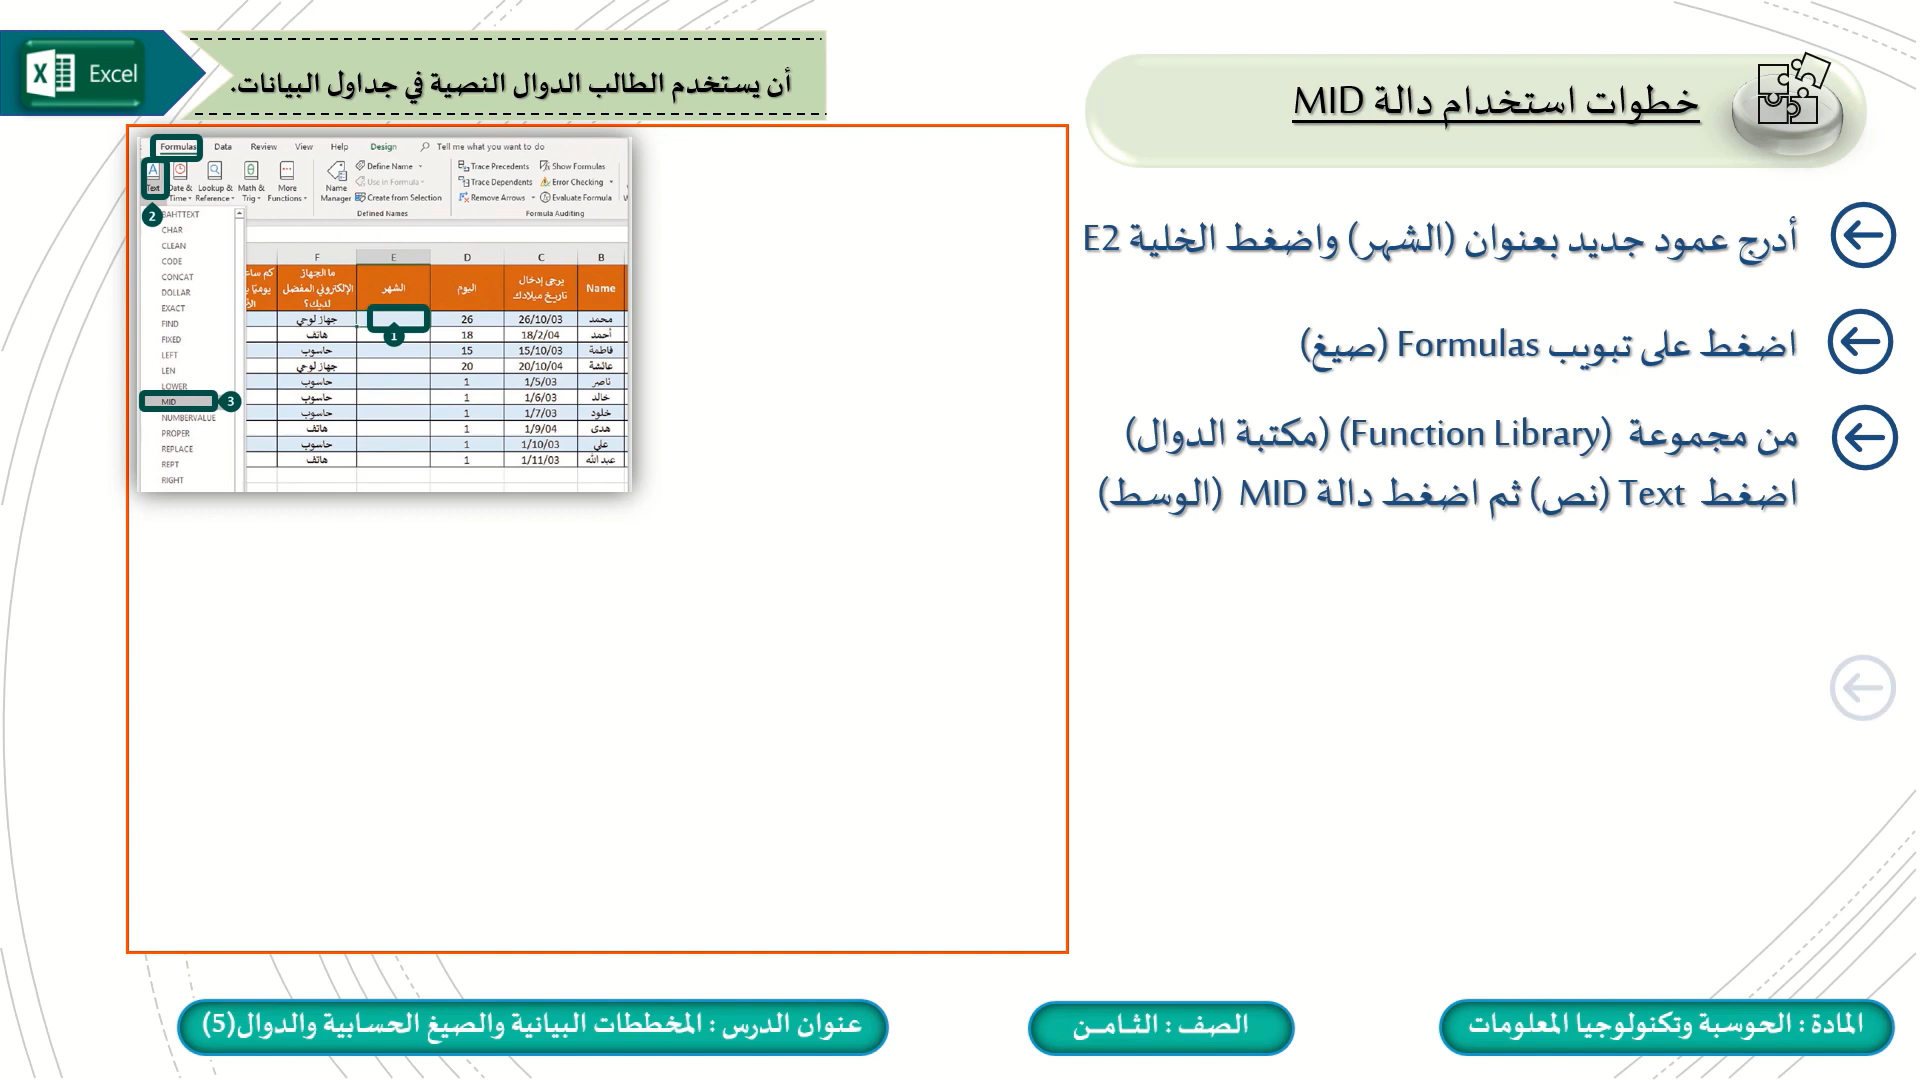 Excel
أن يستخدم الطالب الدوال النصية في جداول البيانات.
خطوات استخدام دالة MID
أدرج عمود جديد بعنوان (الشهر) واضغط الخلية E2
اضغط على تبويب Formulas (صيغ)
من مجموعة (Function Library) (مكتبة الدوال)
اضغط Text (نص) ثم اضغط دالة MID (الوسط)
Formulas Data Review View Help Design Tell me what you want to do
Text Date & Time Lookup & Reference Math & Trig More Functions
Name Manager Define Name Use in Formula Create from Selection
Trace Precedents Show Formulas
Trace Dependents Error Checking
Remove Arrows Evaluate Formula
Defined Names Formula Auditing
2
BAHTTEXT
CHAR
CLEAN
CODE
CONCAT
DOLLAR
EXACT
FIND
FIXED
LEFT
LEN
LOWER
MID 3
NUMBERVALUE
PROPER
REPLACE
REPT
RIGHT
F E D C B
Name يرجى إدخال تاريخ ميلادك اليوم الشهر ما الجهاز الإلكتروني المفضل لديك؟ كم
محمد 26/10/03 26 جهاز لوحي
1
أحمد 18/2/04 18 هاتف
فاطمة 15/10/03 15 حاسوب
عائشة 20/10/04 20 جهاز لوحي
ناصر 1/5/03 1 حاسوب
خالد 1/6/03 1 حاسوب
خلود 1/7/03 1 حاسوب
هدى 1/9/04 1 هاتف
علي 1/10/03 1 حاسوب
عبد الله 1/11/03 1 هاتف
المادة : الحوسبة وتكنولوجيا المعلومات
الصف : الثامن
عنوان الدرس : المخططات البيانية والصيغ الحسابية والدوال(5)